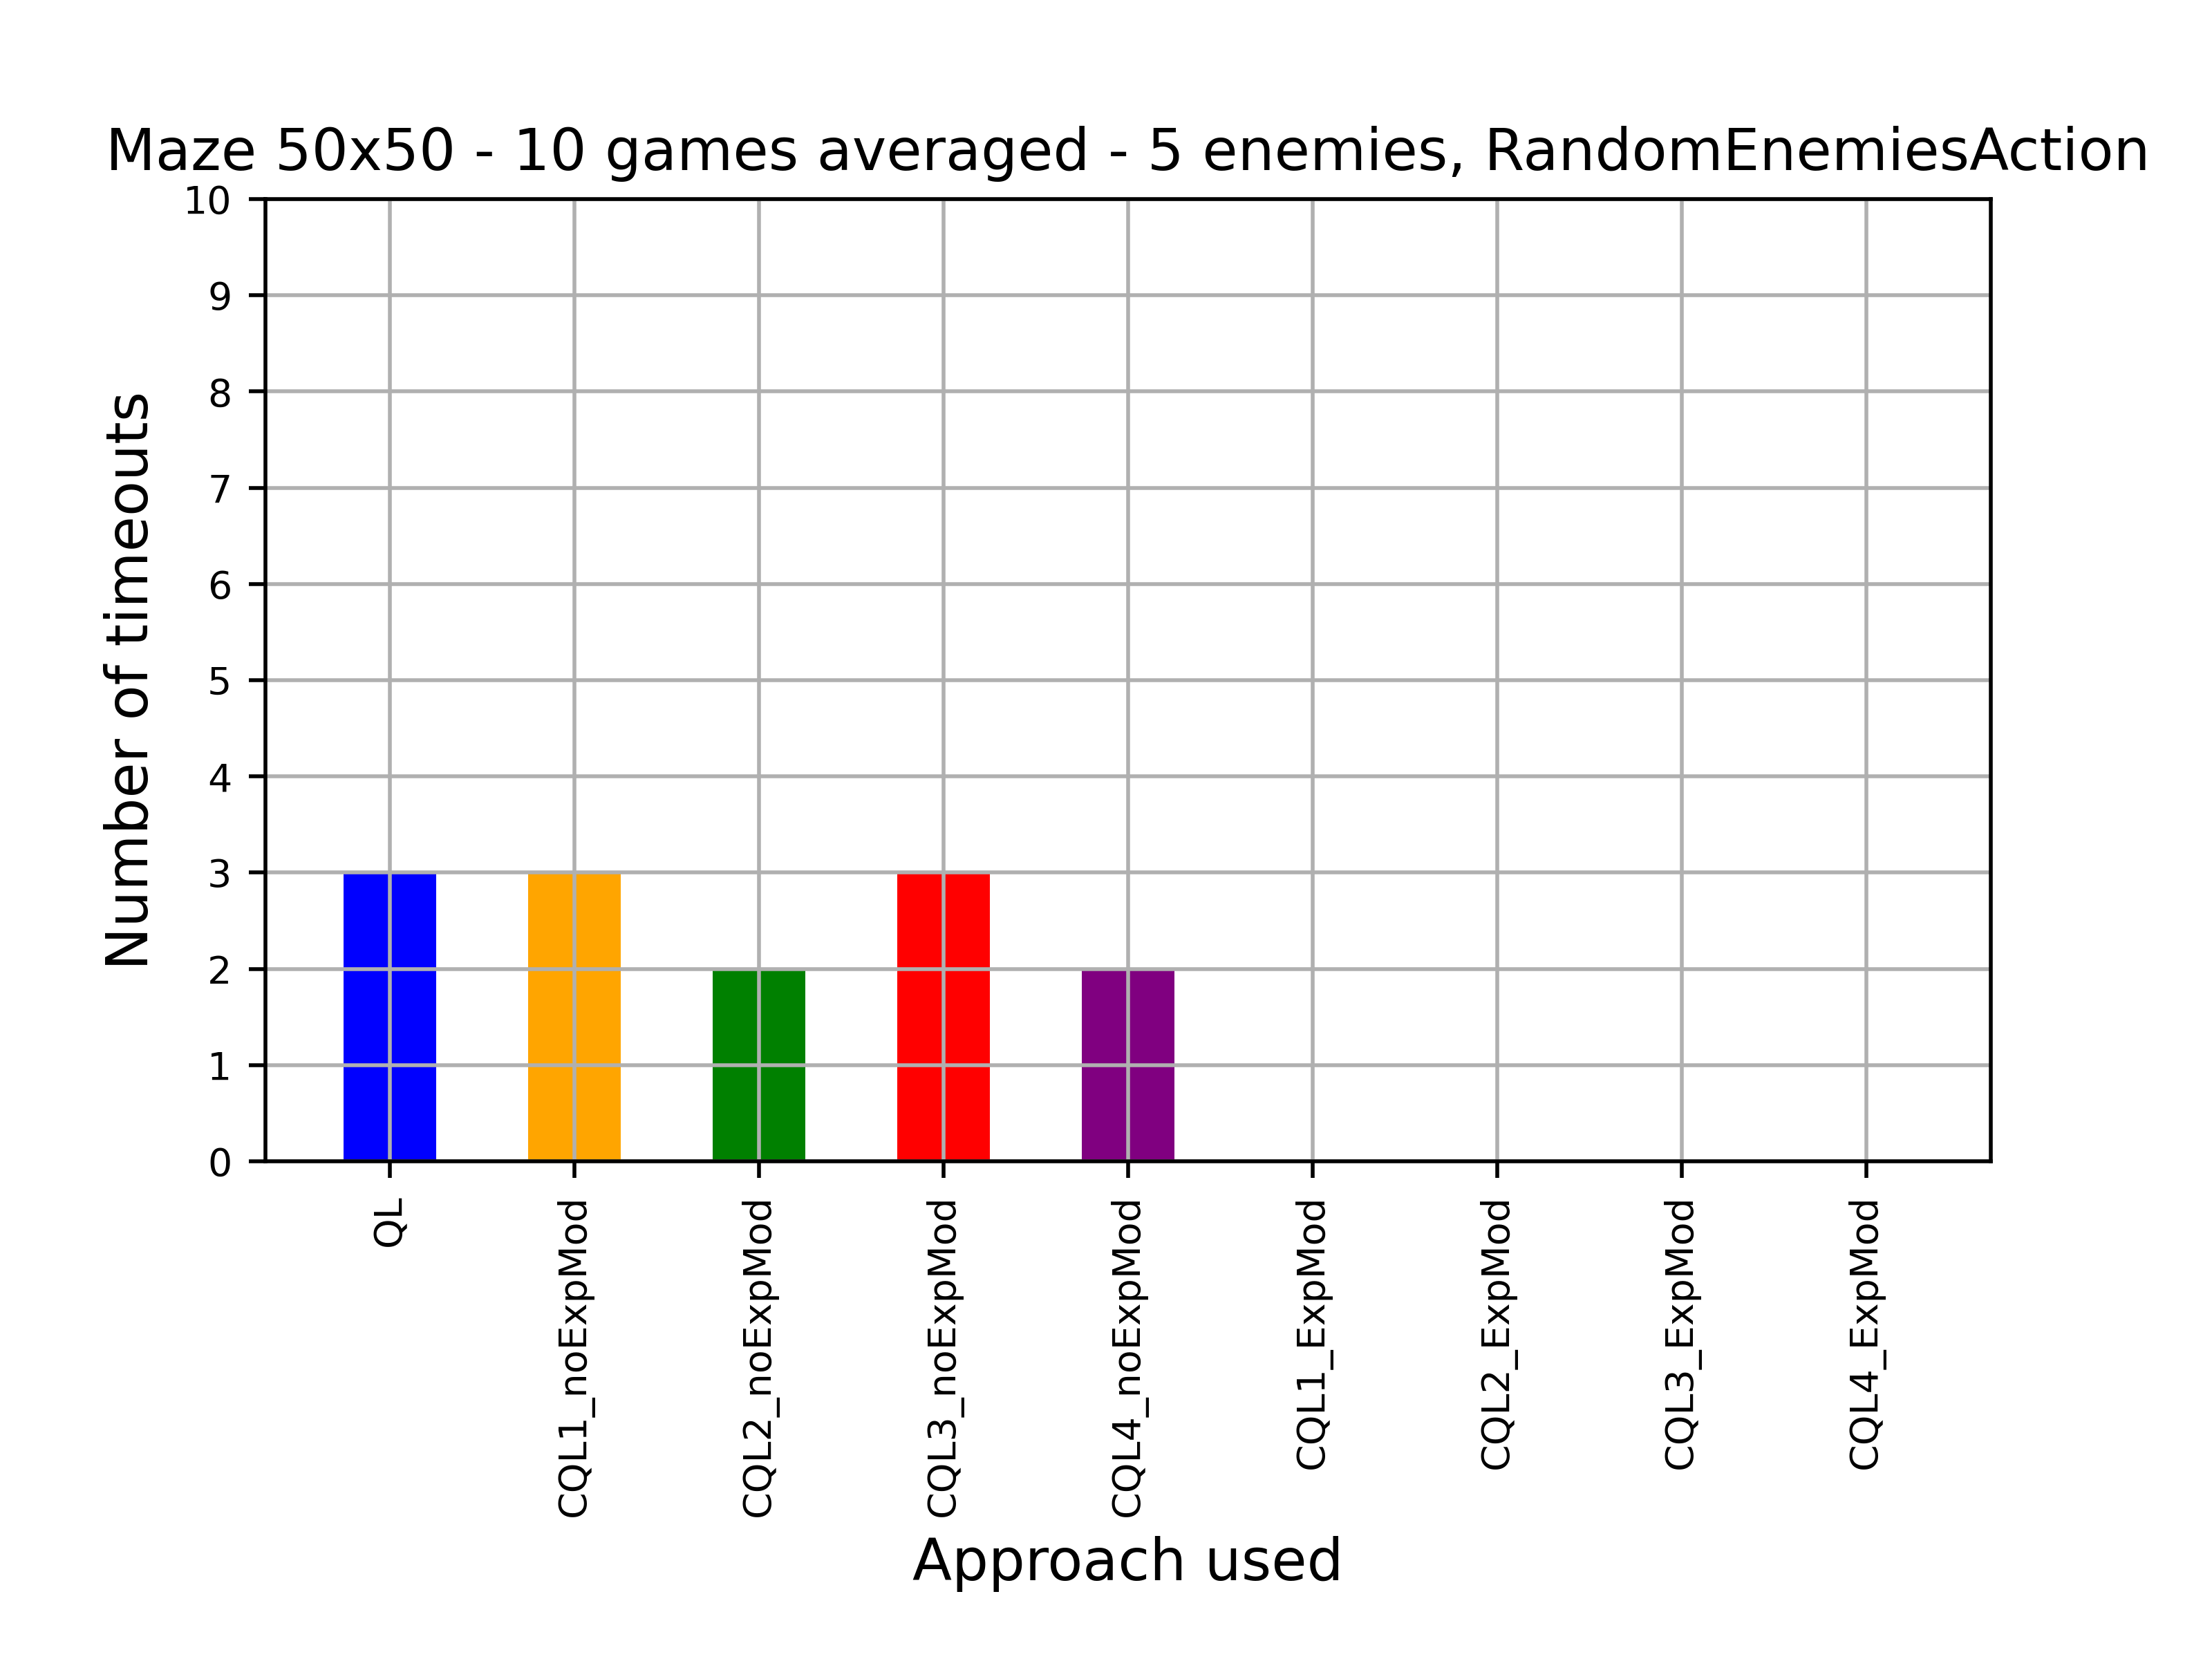 Maze 50x50 - 10 games averaged - 5 enemies, RandomEnemiesAction
Number of timeouts
10
9
8
7
6
5
4
3
2
1
0
QL
CQL1_noExpMod
CQL2_noExpMod
CQL3_noExpMod
CQL4_noExpMod
CQL1_ExpMod
CQL2_ExpMod
CQL3_ExpMod
CQL4_ExpMod
Approach used